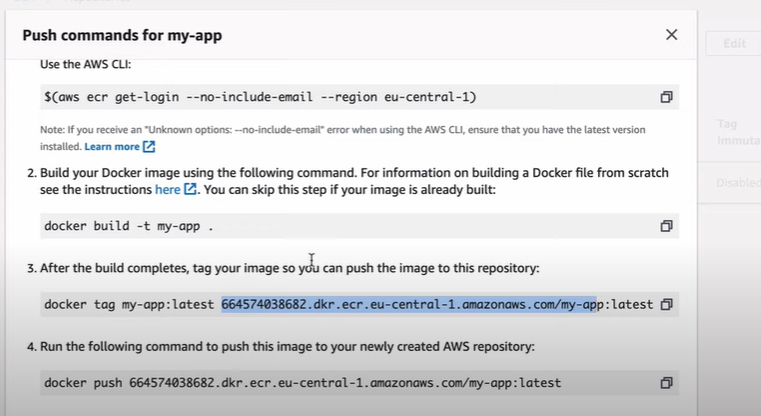 Push commands for my-app
Edit
Use the AWS CLI:
$(aws ecr get-login --no-include-email --region eu-central-1)
Tag
immuta
Note: If you receive an "Unknown options: --no-include-email" error when using the AWS CLI, ensure that you have the latest version
installed. Learn more
2. Build your Docker image using the following command. For information on building a Docker file from scratch
see the instructions here. You can skip this step if your image is already built:
Disabled
docker build -t my-app .
3. After the build completes, tag your image so you can push the image to this repository:
docker tag my-app:latest 664574038682.dkr.ecr.eu-central-1.amazonaws.com/my-app:latest
4. Run the following command to push this image to your newly created AWS repository:
docker push 664574038682.dkr.ecr.eu-central-1.amazonaws.com/my-app:latest